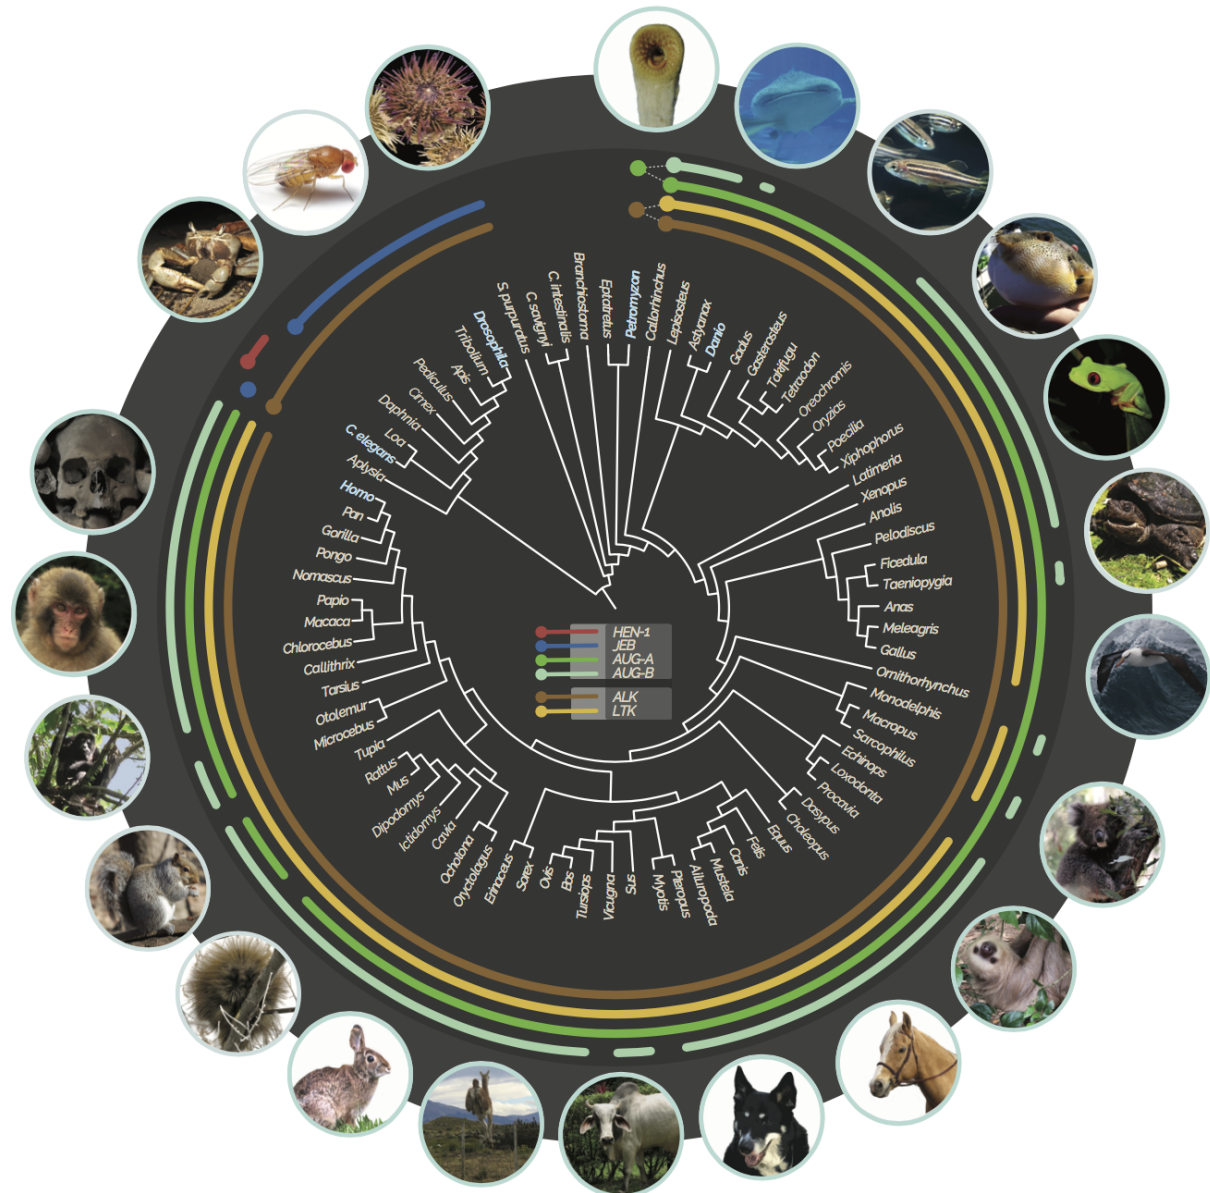 S. purpuratus
C. savignyi
C. intestinalis
Branchiostoma
Eptatretus
Petromyzon
Callorhinchus
Lepisosteus
Astyanax
Danio
Gadus
Gasterosteus
Takifugu
Tetraodon
Oreochromis
Oryzias
Poecilia
Xiphophorus
Latimeria
Xenopus
Anolis
Pelodiscus
Ficedula
Taeniopygia
Anas
Meleagris
Gallus
Ornithorhynchus
Monodelphis
Macropus
Sarcophilus
Echinops
Loxodonta
Procavia
Dasypus
Choleopus
Equus
Felis
Canis
Mustela
Ailuropoda
Pteropus
Myotis
Sus
Vicugna
Tursiops
Bos
Ovis
Sorex
Erinaceus
Oryctolagus
Ochotona
Cavia
Ictidomys
Dipodomys
Mus
Rattus
Tupia
Microcebus
Otolemur
Tarsius
Callithrix
Chlorocebus
Macaca
Papio
Nomascus
Pongo
Gorilla
Pan
Homo
Aplysia
C. elegans
Loa
Daphnia
Cimex
Pediculus
Apis
Tribolium
Drosophila
HEN-1
JEB
AUG-A
AUG-B
ALK
LTK